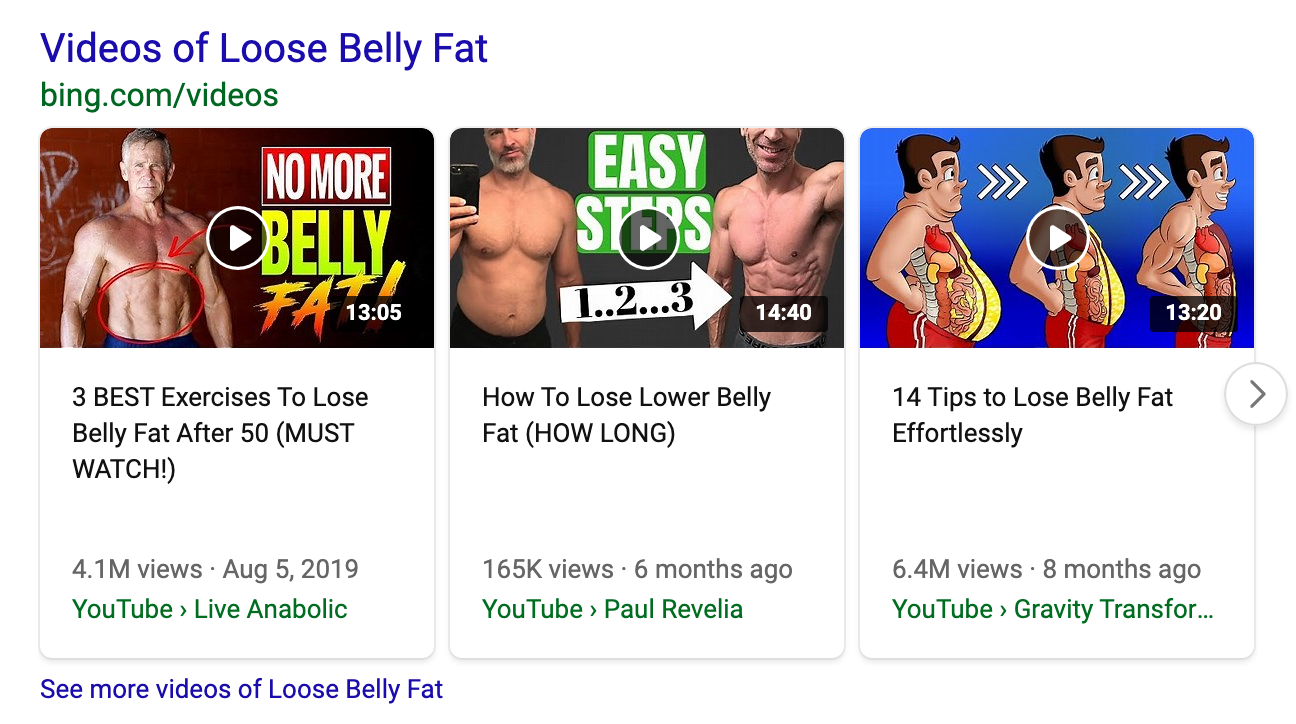 Videos of Loose Belly Fat
bing.com/videos
NO MORE
BELLY
FAT!
13:05
EASY
STEPS
1..2...3
14:40
13:20
3 BEST Exercises To Lose
Belly Fat After 50 (MUST
WATCH!)
4.1M views · Aug 5, 2019
YouTube › Live Anabolic
How To Lose Lower Belly
Fat (HOW LONG)
165K views · 6 months ago
YouTube › Paul Revelia
14 Tips to Lose Belly Fat
Effortlessly
6.4M views · 8 months ago
YouTube › Gravity Transfor...
See more videos of Loose Belly Fat